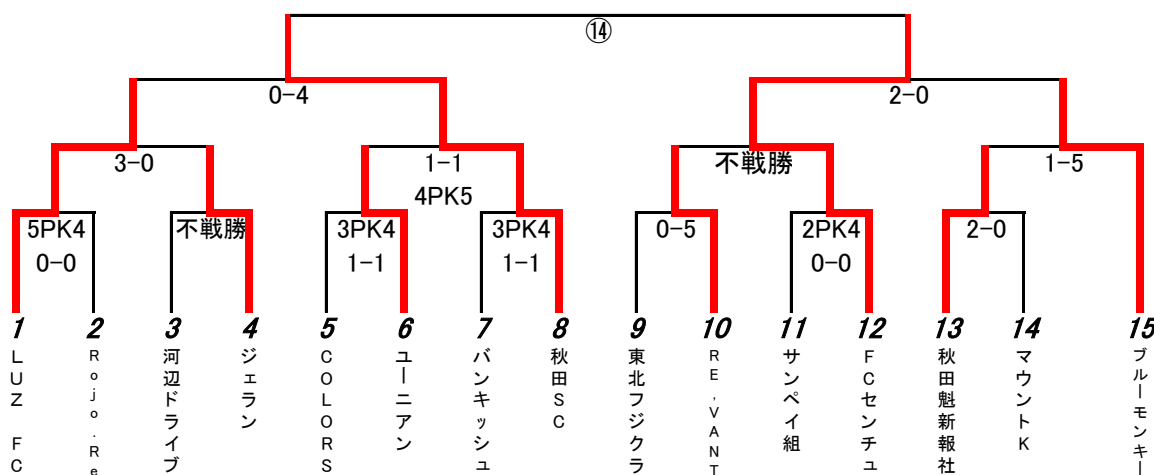 ⑭
0-4
2-0
3-0
1-1
4PK5
不戦勝
1-5
5PK4
0-0
不戦勝
3PK4
1-1
3PK4
1-1
0-5
2PK4
0-0
2-0
1
2
3
4
5
6
7
8
9
10
11
12
13
14
15
LUZ FC
Rojo.Re
河辺ドライブ
ジェラン
COLORS
ユーニアン
バンキッシュ
秋田SC
東北フジクラ
RE,VANT
サンペイ組
FCセンチュ
秋田魁新報社
マウントK
ブルーモンキー